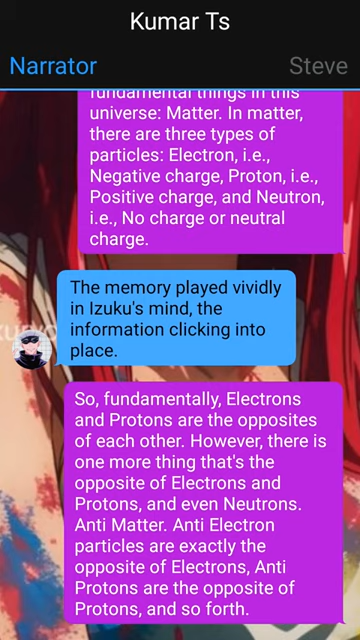 Kumar Ts
Narrator
Steve
fundamental things in this
universe: Matter. In matter,
there are three types of
particles: Electron, i.e.,
Negative charge, Proton, i.e.,
Positive charge, and Neutron,
i.e., No charge or neutral
charge.
The memory played vividly
in Izuku's mind, the
information clicking into
place.
So, fundamentally, Electrons
and Protons are the opposites
of each other. However, there is
one more thing that's the
opposite of Electrons and
Protons, and even Neutrons.
Anti Matter. Anti Electron
particles are exactly the
opposite of Electrons, Anti
Protons are the opposite of
Protons, and so forth.